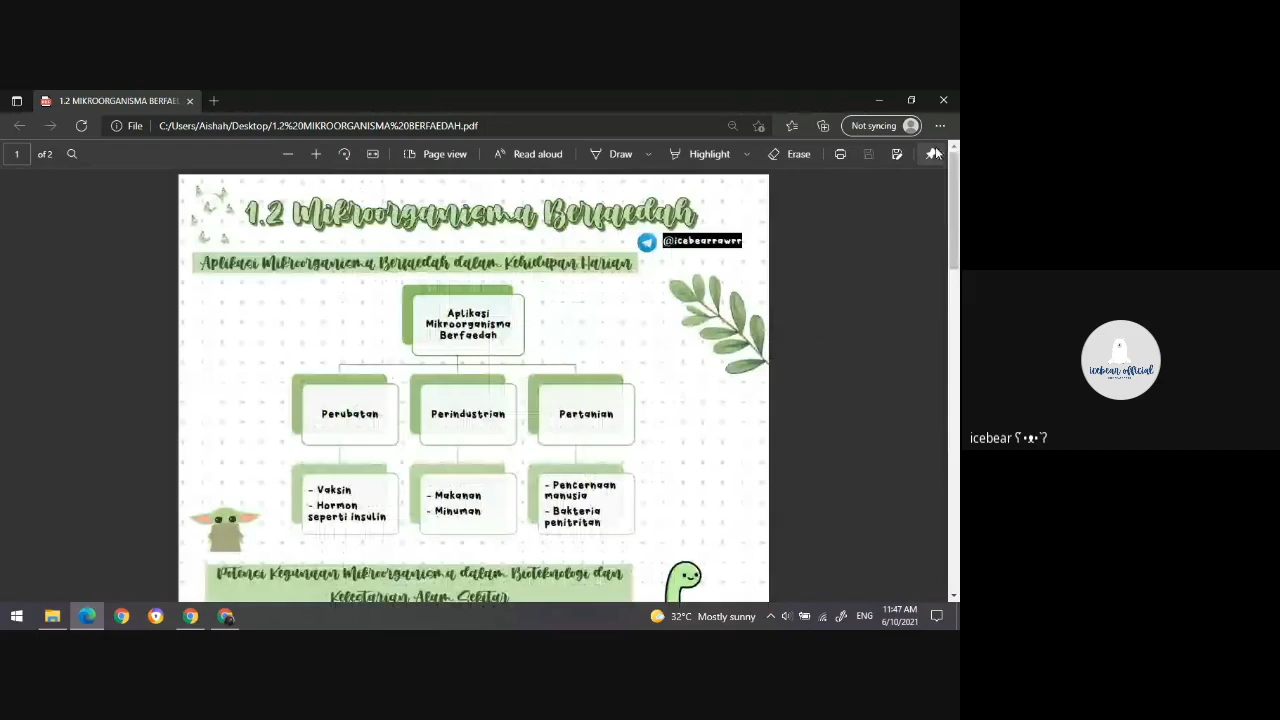 1.2 MIKROORGANISMA BERFAE
File
C:/Users/Aishah/Desktop/1.2%20MIKROORGANISMA%20BERFAEDAH.pdf
Not syncing
1 of 2
Page view
Read aloud
Draw
Highlight
Erase
1.2 Mikroorganisma Berfaedah
@icebearrawrr
Aplikasi Mikroorganisma Berfaedah dalam Kehidupan Harian
Aplikasi
Mikroorganisma
Berfaedah
Perubatan
Perindustrian
Pertanian
- Vaksin
- Hormon
seperti insulin
- Makanan
- Minuman
- Pencernaan
manusia
- Bakteria
penitritan
Potensi Kegunaan Mikroorganisma dalam Bioteknologi dan
Kelestarian Alam Sekitar
icebear official
icebear ʕ•ᴥ•ʔ
32°C Mostly sunny
ENG
11:47 AM
6/10/2021